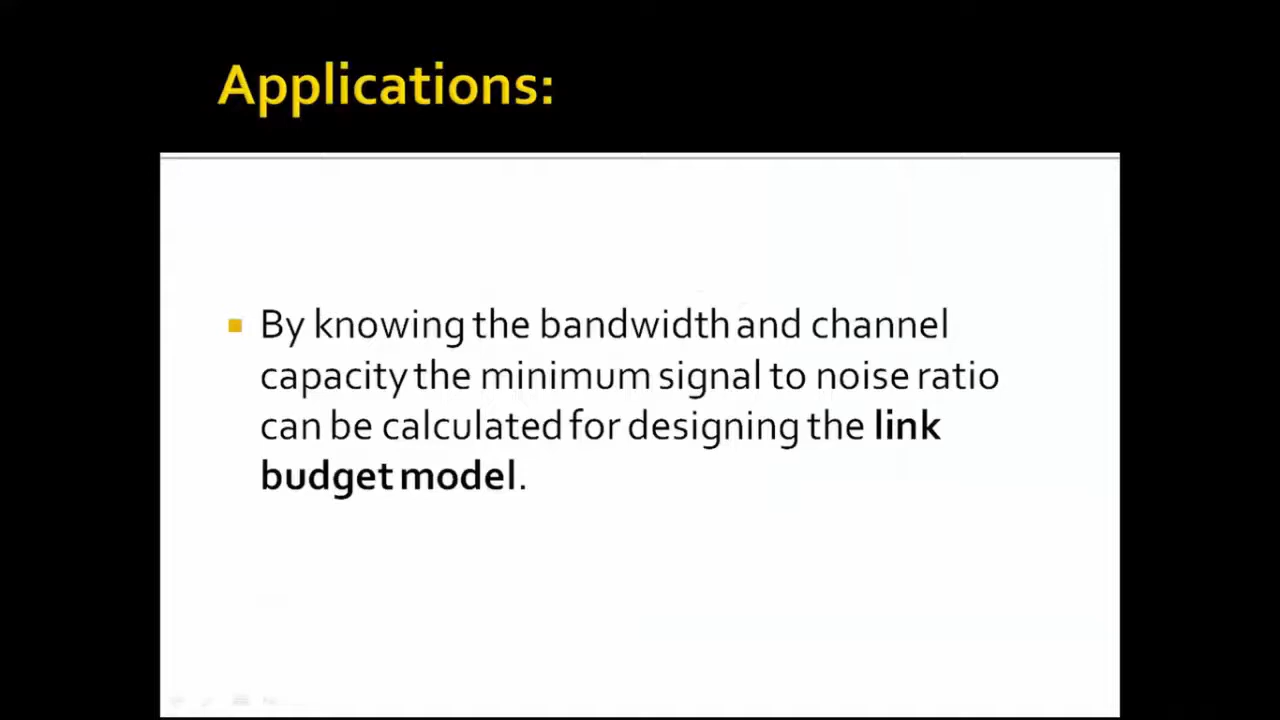 Applications:
By knowing the bandwidth and channel
capacity the minimum signal to noise ratio
can be calculated for designing the link
budget model.